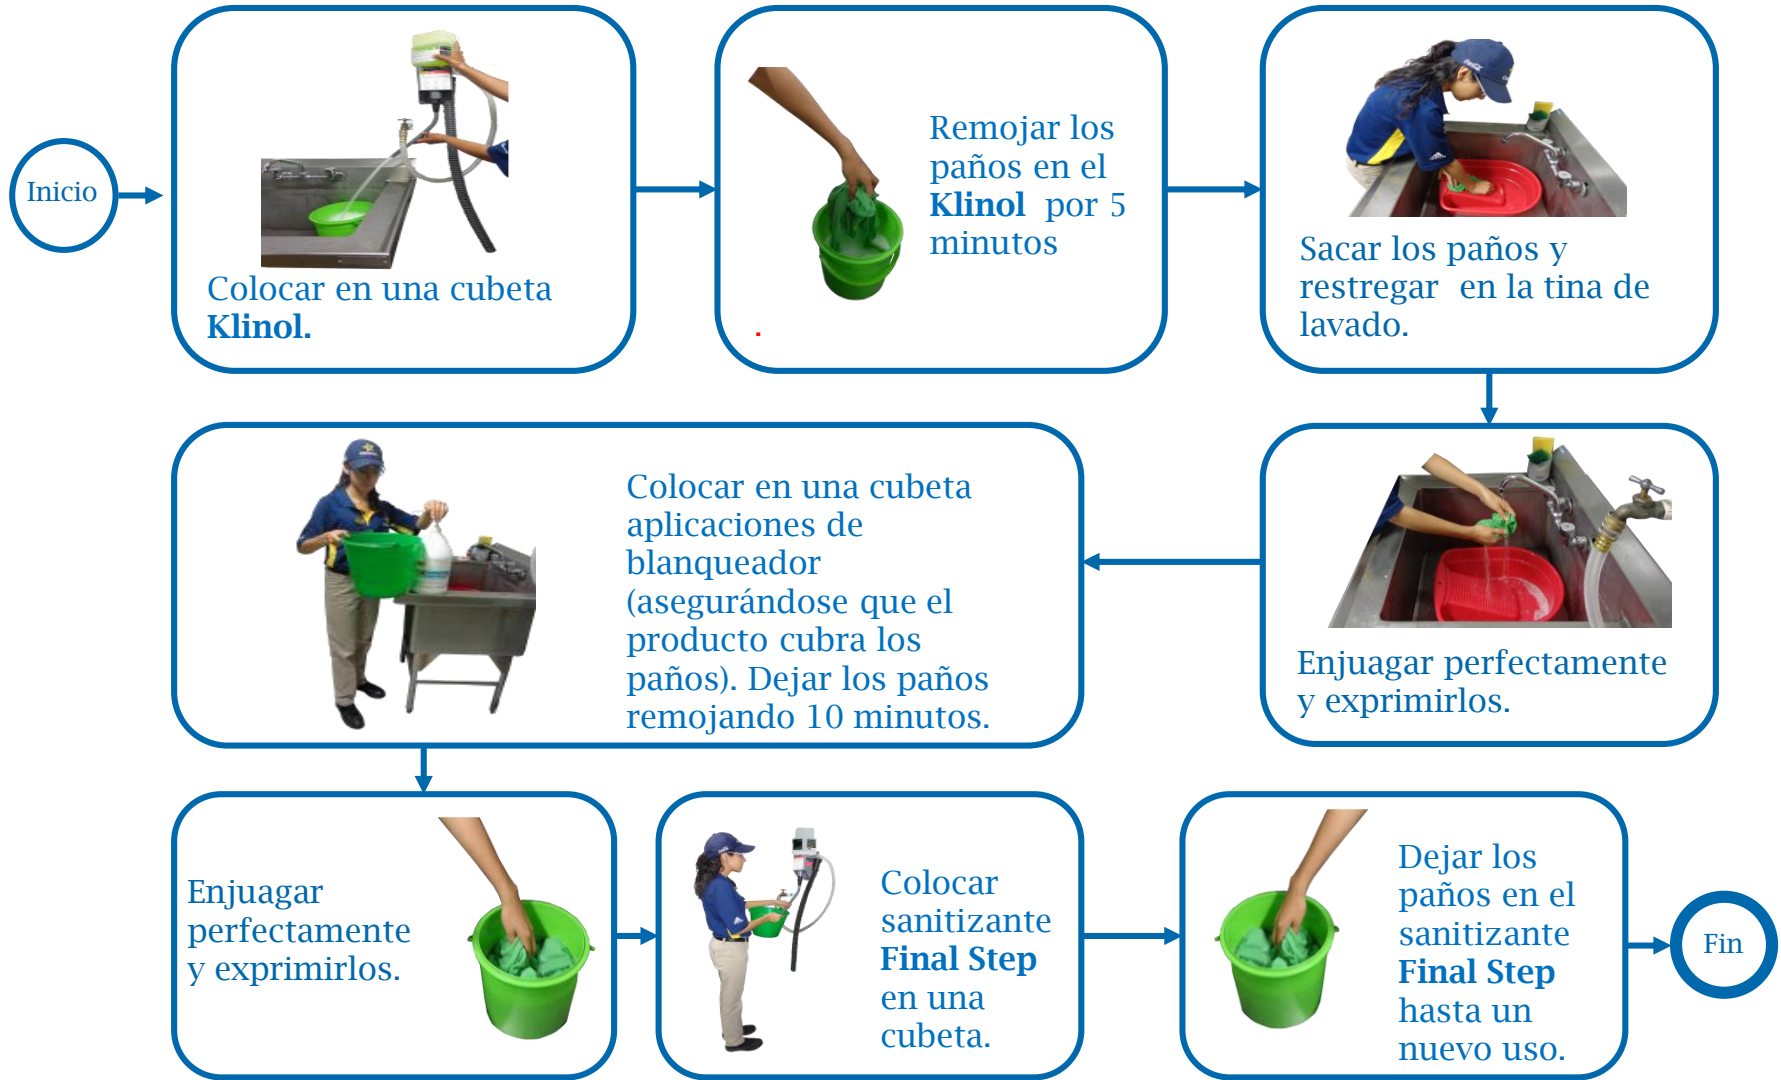 Inicio
Colocar en una cubeta
Klinol.
Remojar los
paños en el
Klinol por 5
minutos
.
Sacar los paños y
restregar en la tina de
lavado.
Enjuagar perfectamente
y exprimirlos.
Colocar en una cubeta
aplicaciones de
blanqueador
(asegurándose que el
producto cubra los
paños). Dejar los paños
remojando 10 minutos.
Enjuagar
perfectamente
y exprimirlos.
Colocar
sanitizante
Final Step
en una
cubeta.
Dejar los
paños en el
sanitizante
Final Step
hasta un
nuevo uso.
Fin